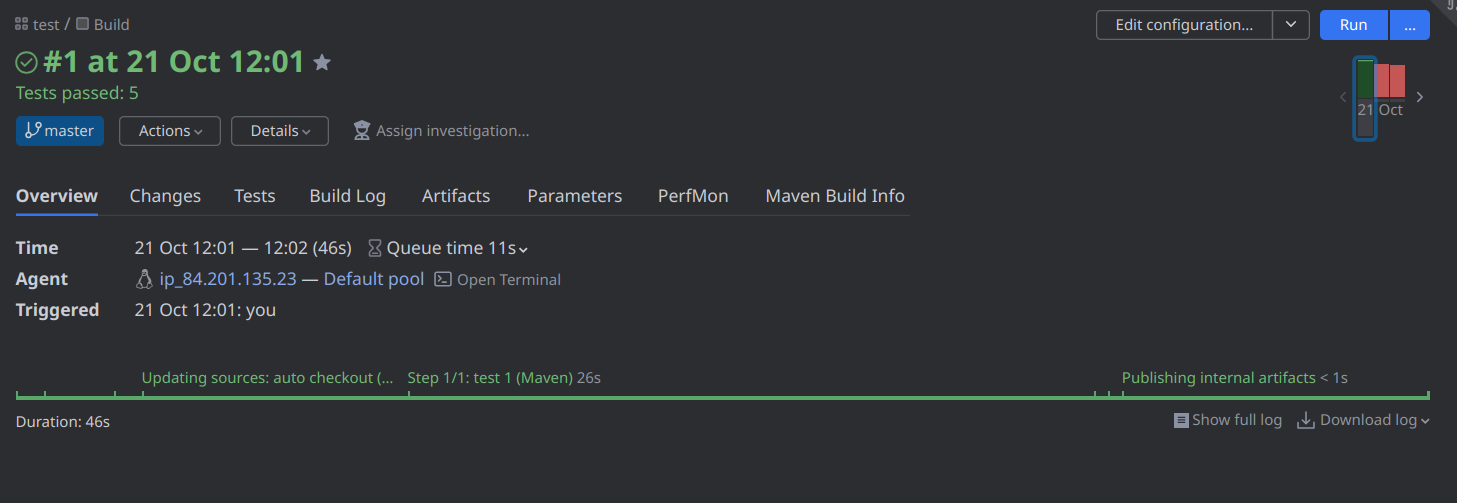 test / Build
Edit configuration... Run ...
#1 at 21 Oct 12:01
Tests passed: 5
21 Oct
master Actions Details Assign investigation...
Overview Changes Tests Build Log Artifacts Parameters PerfMon Maven Build Info
Time 21 Oct 12:01 — 12:02 (46s) Queue time 11s
Agent ip_84.201.135.23 — Default pool Open Terminal
Triggered 21 Oct 12:01: you
Updating sources: auto checkout (... Step 1/1: test 1 (Maven) 26s Publishing internal artifacts < 1s
Duration: 46s Show full log Download log